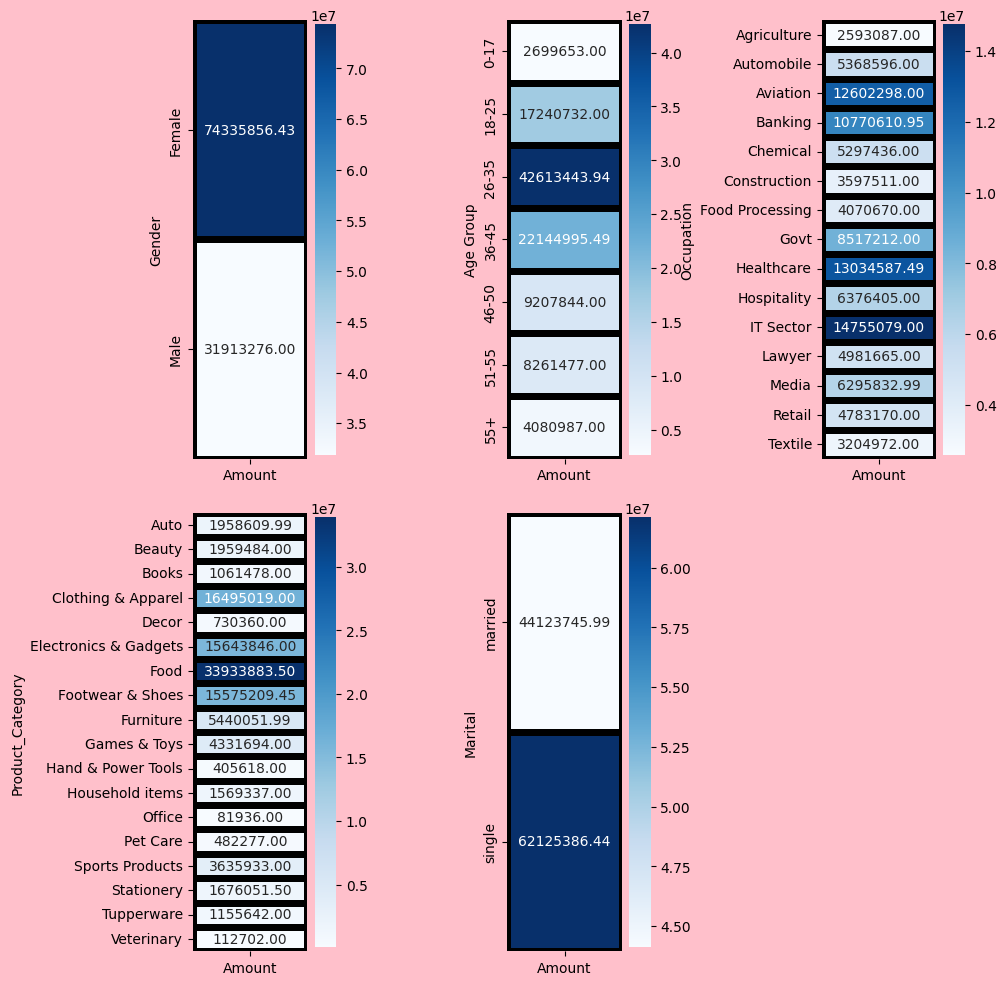 1e7
Female
Male
Gender
74335856.43
31913276.00
7.0
6.5
6.0
5.5
5.0
4.5
4.0
3.5
Amount
1e7
0-17
18-25
26-35
36-45
46-50
51-55
55+
Age Group
2699653.00
17240732.00
42613443.94
22144995.49
9207844.00
8261477.00
4080987.00
4.0
3.5
3.0
2.5
2.0
1.5
1.0
0.5
Amount
1e7
Occupation
Agriculture 2593087.00
Automobile 5368596.00
Aviation 12602298.00
Banking 10770610.95
Chemical 5297436.00
Construction 3597511.00
Food Processing 4070670.00
Govt 8517212.00
Healthcare 13034587.49
Hospitality 6376405.00
IT Sector 14755079.00
Lawyer 4981665.00
Media 6295832.99
Retail 4783170.00
Textile 3204972.00
1.4
1.2
1.0
0.8
0.6
0.4
Amount
1e7
Product_Category
Auto 1958609.99
Beauty 1959484.00
Books 1061478.00
Clothing & Apparel 16495019.00
Decor 730360.00
Electronics & Gadgets 15643846.00
Food 33933883.50
Footwear & Shoes 15575209.45
Furniture 5440051.99
Games & Toys 4331694.00
Hand & Power Tools 405618.00
Household items 1569337.00
Office 81936.00
Pet Care 482277.00
Sports Products 3635933.00
Stationery 1676051.50
Tupperware 1155642.00
Veterinary 112702.00
3.0
2.5
2.0
1.5
1.0
0.5
Amount
1e7
married
single
Marital
44123745.99
62125386.44
6.00
5.75
5.50
5.25
5.00
4.75
4.50
Amount